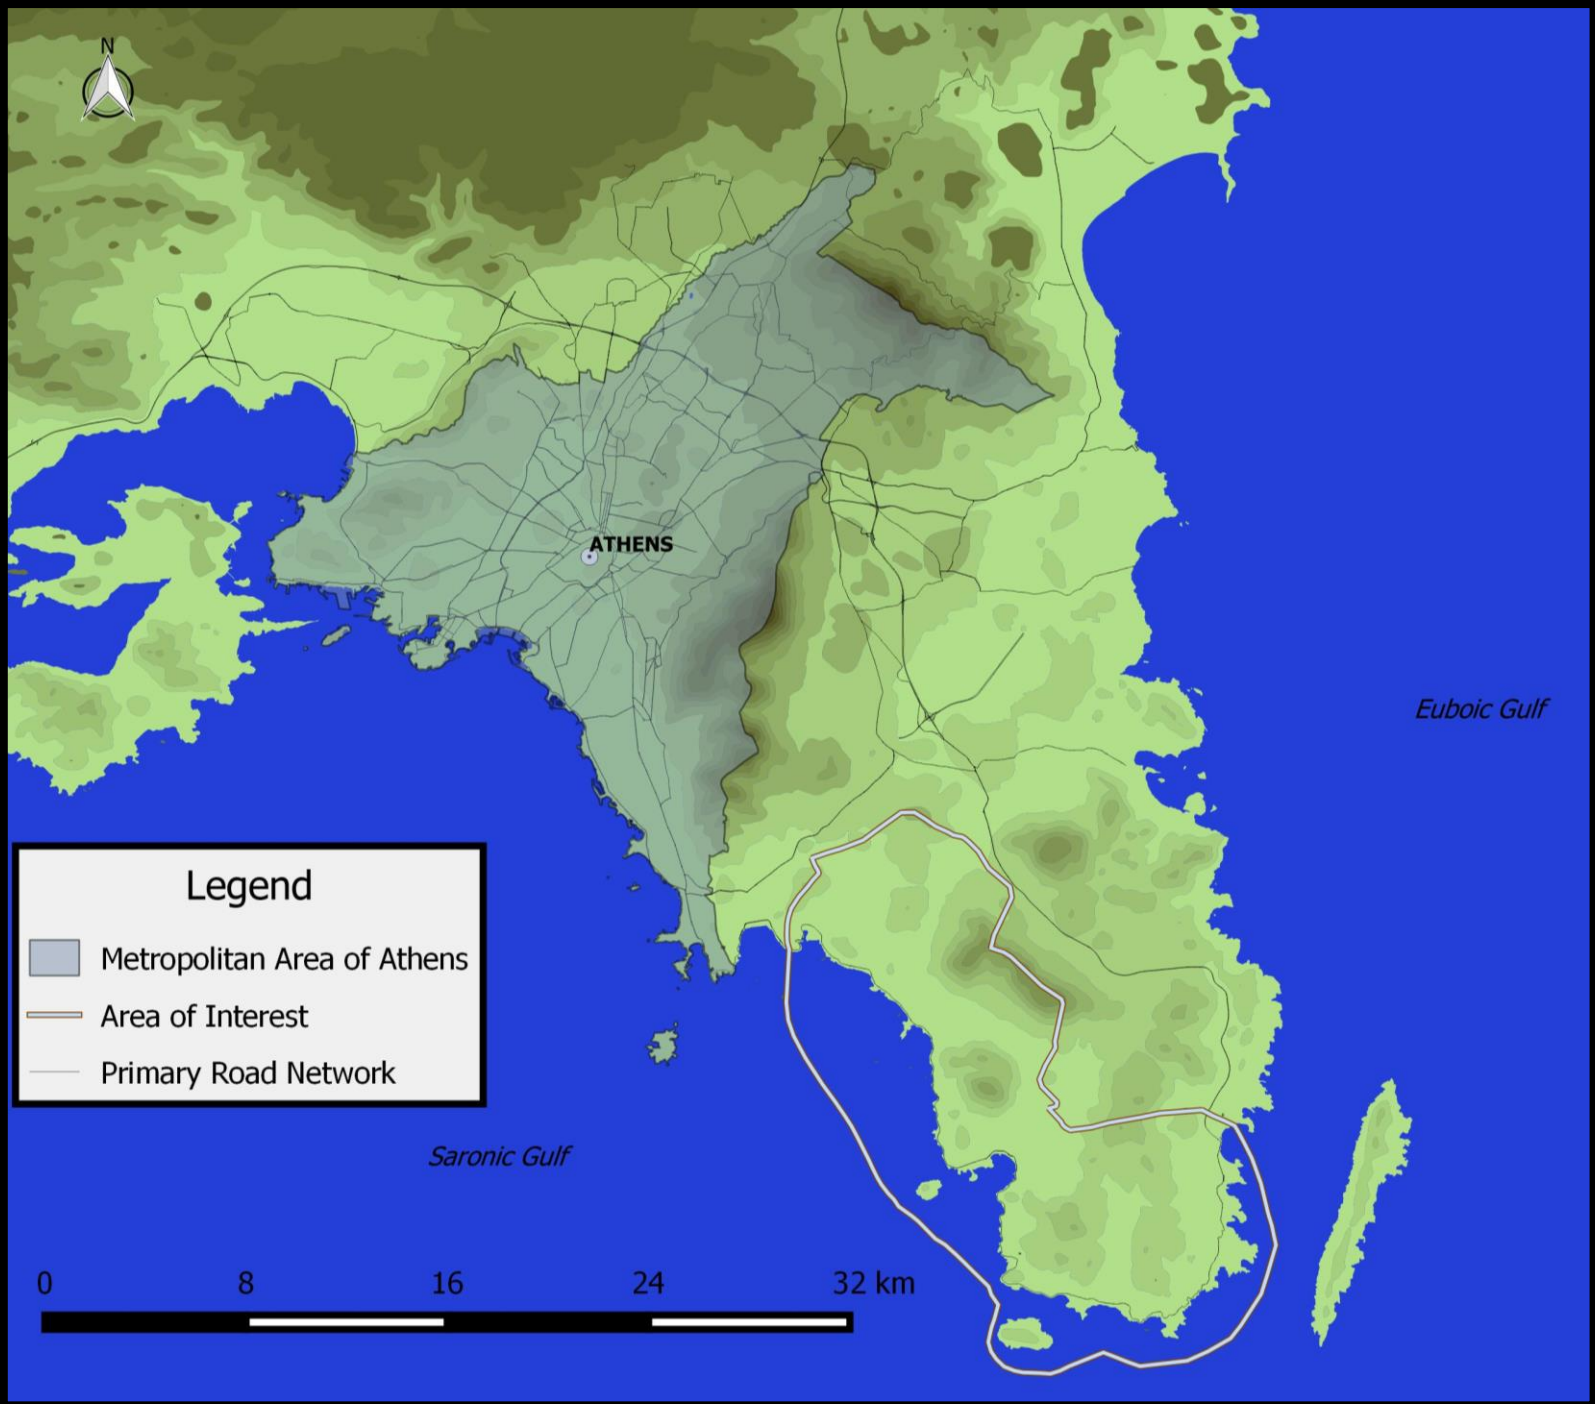 N
ATHENS
Euboic Gulf
Legend
Metropolitan Area of Athens
Area of Interest
Primary Road Network
Saronic Gulf
0 8 16 24 32 km